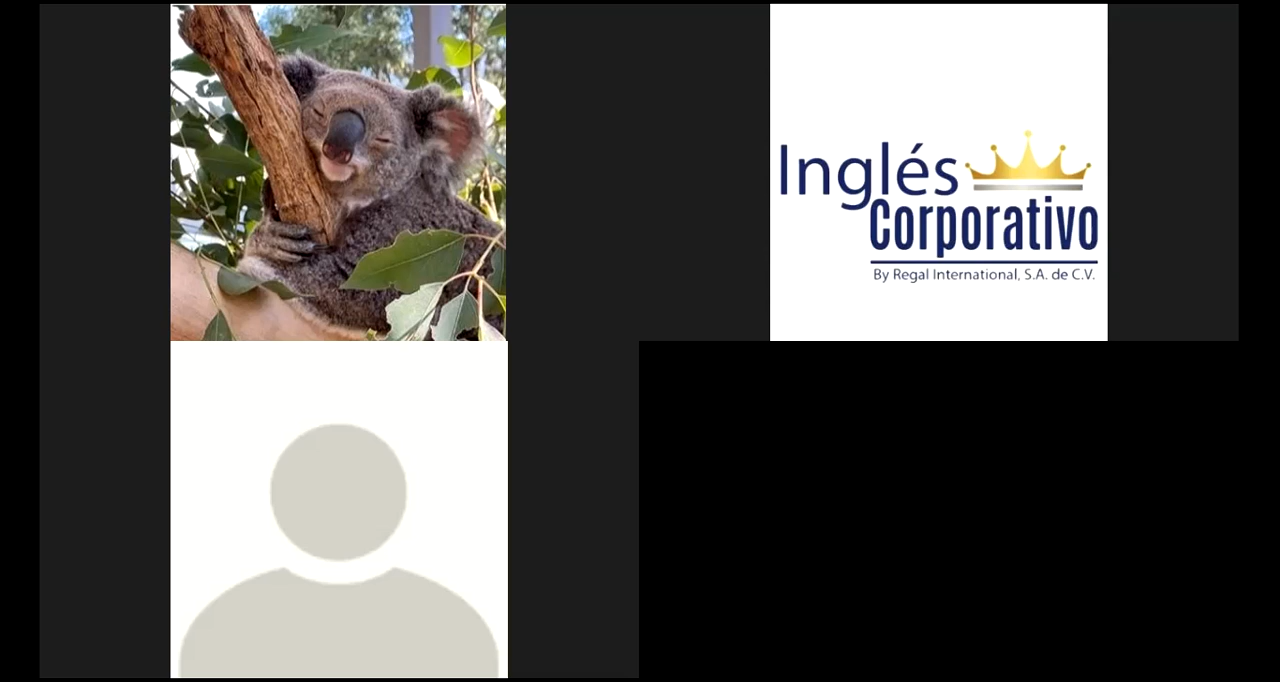 Inglés
Corporativo
By Regal International, S.A. de C.V.